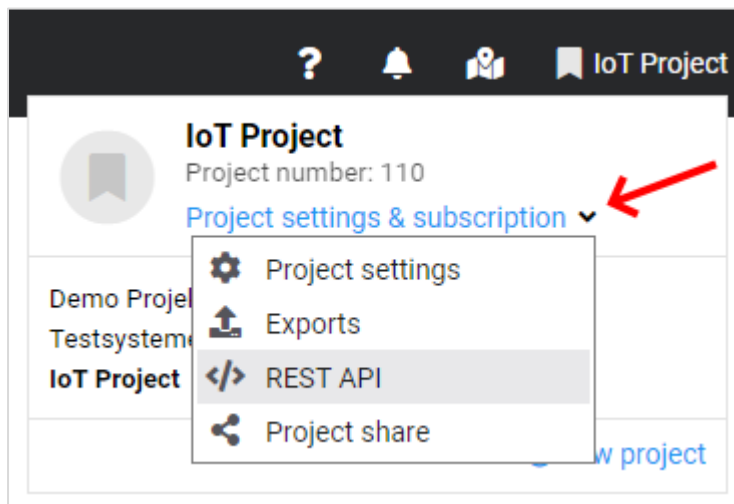 IoT Project
IoT Project
Project number: 110
Project settings & subscription
Project settings
Demo
Exports
REST API
IoT Project
Project share
project